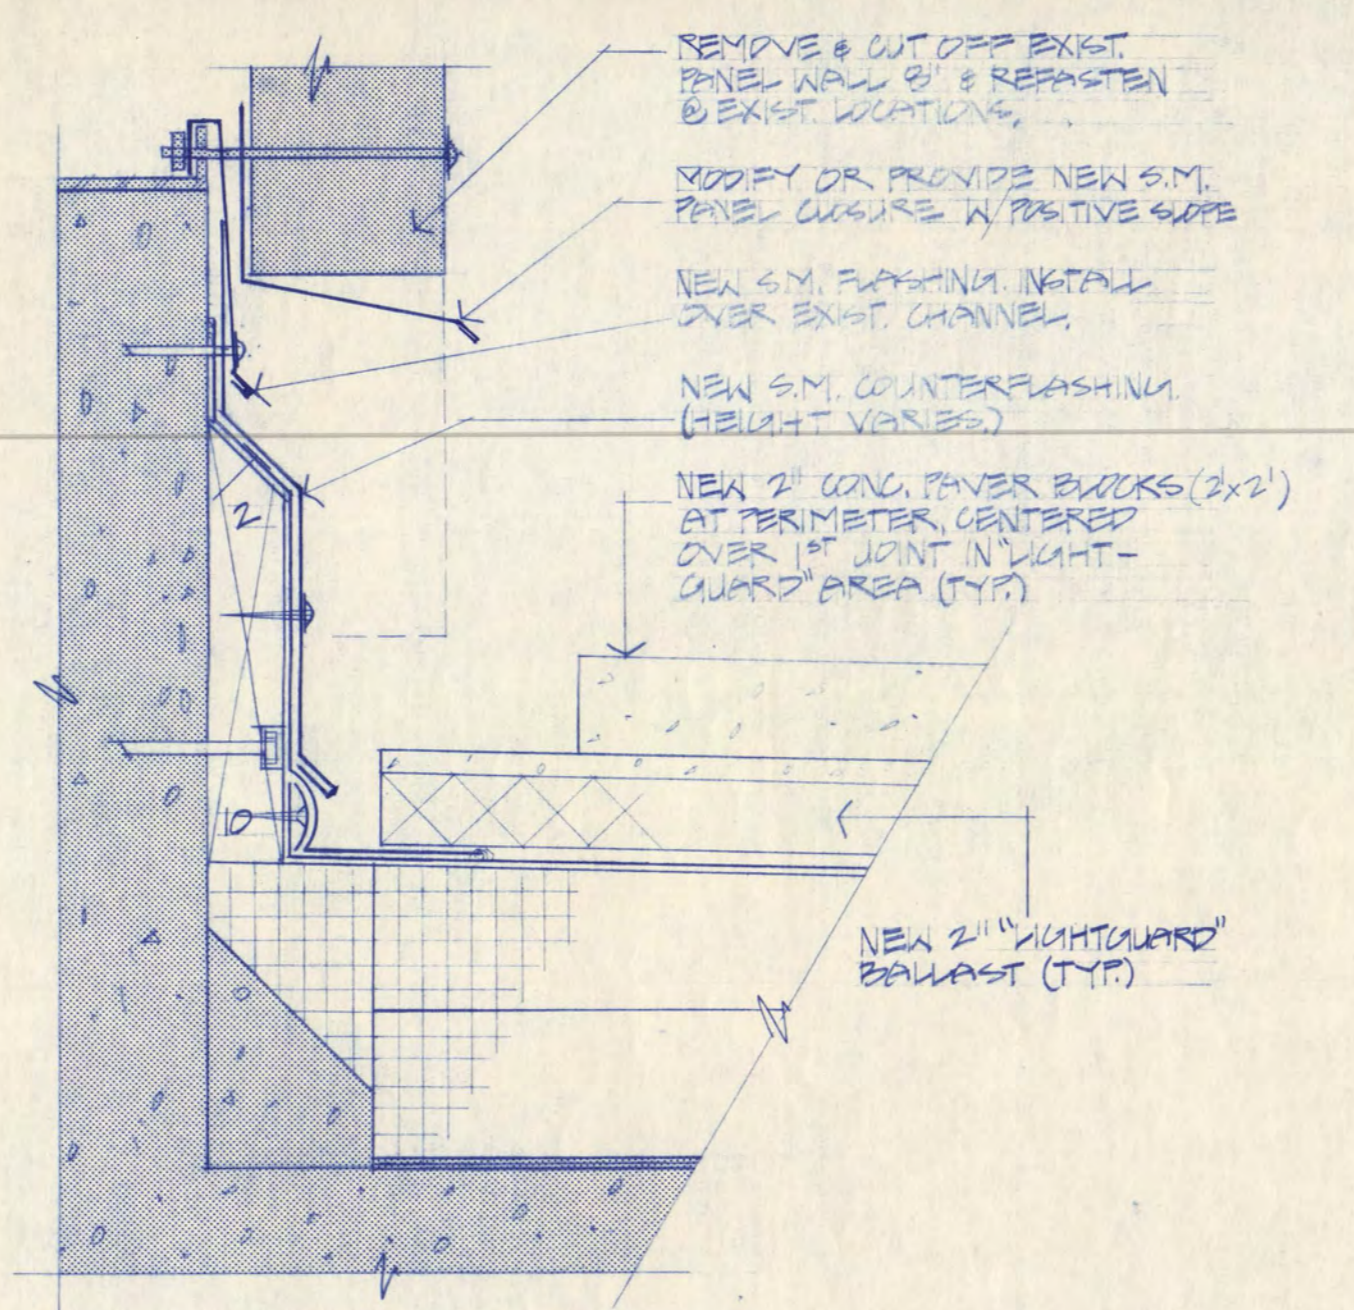 REMOVE & CUT OFF EXIST.
PANEL WALL 8" & REFASTEN
@ EXIST. LOCATIONS.
MODIFY OR PROVIDE NEW S.M.
PANEL CLOSURE W/ POSITIVE SLOPE
NEW S.M. FLASHING. INSTALL
OVER EXIST. CHANNEL.
NEW S.M. COUNTERFLASHING.
(HEIGHT VARIES.)
NEW 2" CONC. PAVER BLOCKS (2'x2')
AT PERIMETER, CENTERED
OVER 1ST JOINT IN "LIGHT-
GUARD" AREA (TYP.)
2
10
NEW 2" "LIGHTGUARD"
BALLAST (TYP.)